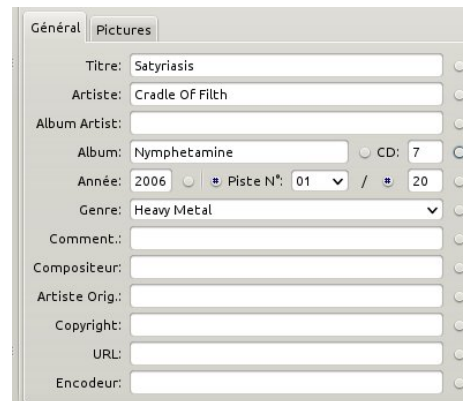 Général Pictures
Titre: Satyriasis
Artiste: Cradle Of Filth
Album Artist:
Album: Nymphetamine CD: 7
Année: 2006 # Piste N°: 01 / # 20
Genre: Heavy Metal
Comment.:
Compositeur:
Artiste Orig.:
Copyright:
URL:
Encodeur: